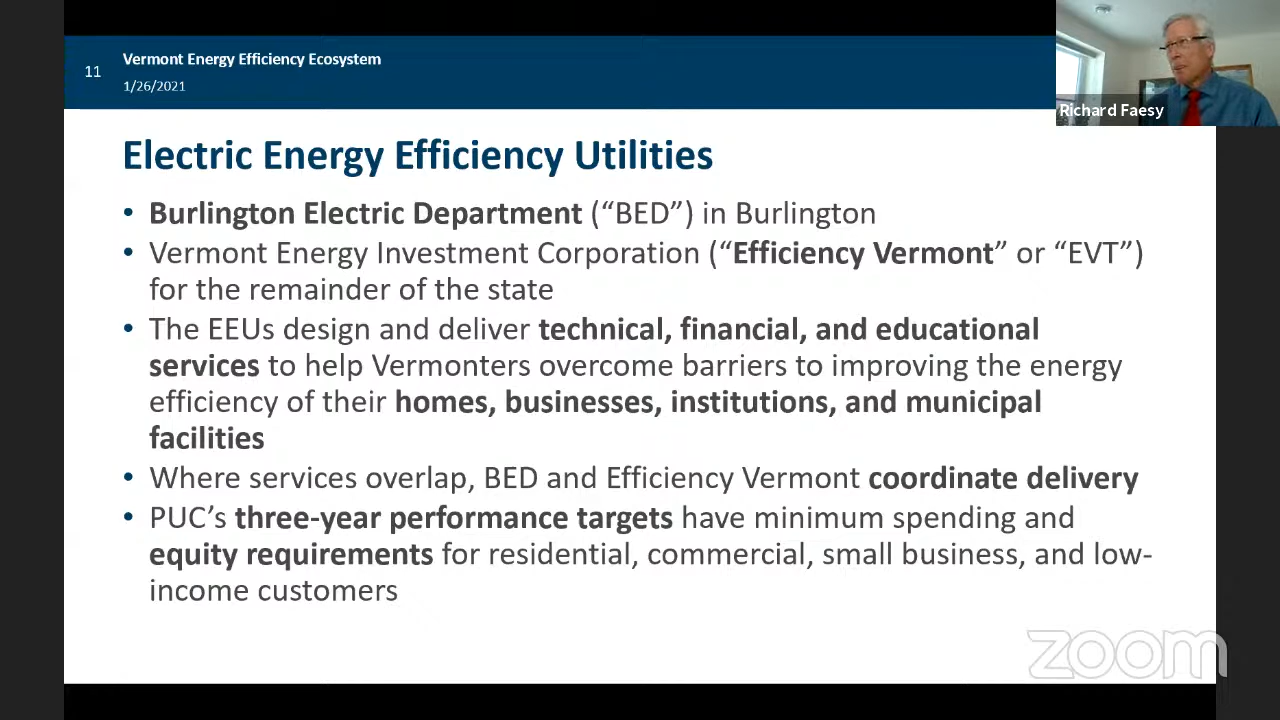 11
Vermont Energy Efficiency Ecosystem
1/26/2021
Richard Faesy
Electric Energy Efficiency Utilities
• Burlington Electric Department (“BED”) in Burlington
• Vermont Energy Investment Corporation (“Efficiency Vermont” or “EVT”)
for the remainder of the state
• The EEUs design and deliver technical, financial, and educational
services to help Vermonters overcome barriers to improving the energy
efficiency of their homes, businesses, institutions, and municipal
facilities
• Where services overlap, BED and Efficiency Vermont coordinate delivery
• PUC’s three-year performance targets have minimum spending and
equity requirements for residential, commercial, small business, and low-
income customers
zoom